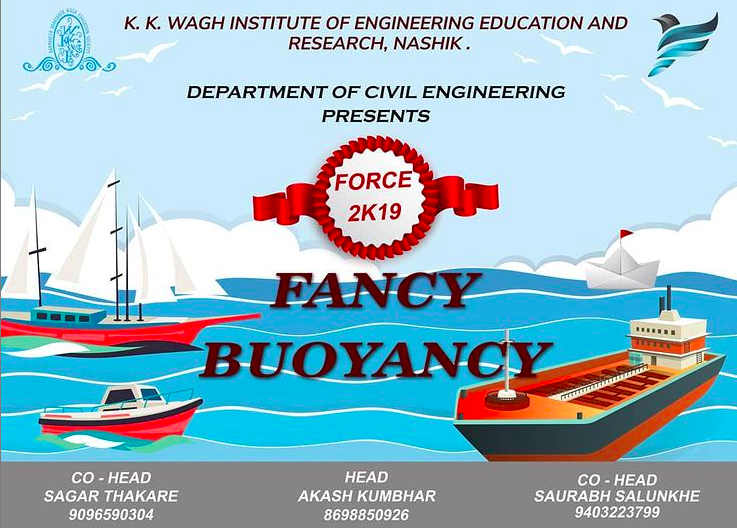 K. K. WAGH INSTITUTE OF ENGINEERING EDUCATION AND
RESEARCH, NASHIK .
DEPARTMENT OF CIVIL ENGINEERING
PRESENTS
FORCE
2K19
FANCY
BUOYANCY
CO - HEAD
SAGAR THAKARE
9096590304
HEAD
AKASH KUMBHAR
8698850926
CO - HEAD
SAURABH SALUNKHE
9403223799